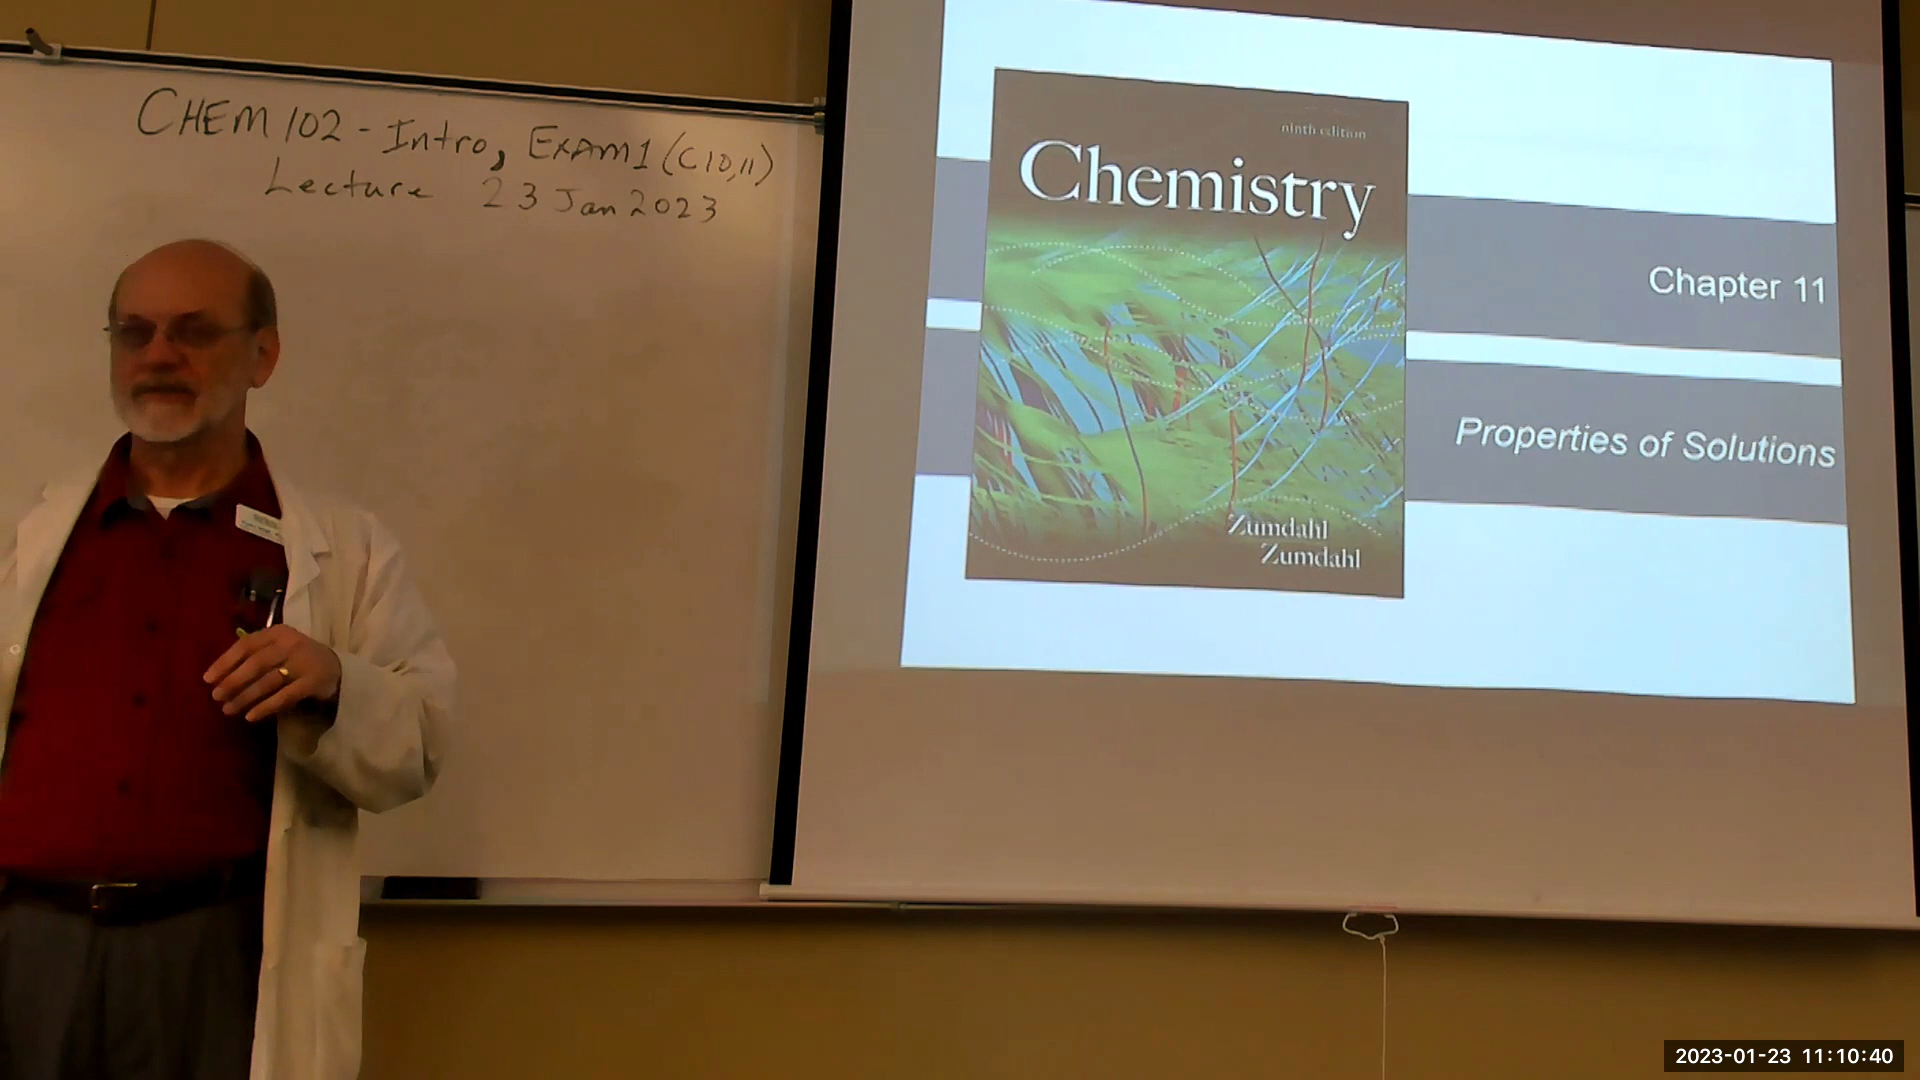 CHEM 102 - Intro, EXAM 1 (C10,11)
Lecture 23 Jan 2023
ninth edition
Chemistry
Zumdahl
Zumdahl
Chapter 11
Properties of Solutions
2023-01-23 11:10:40